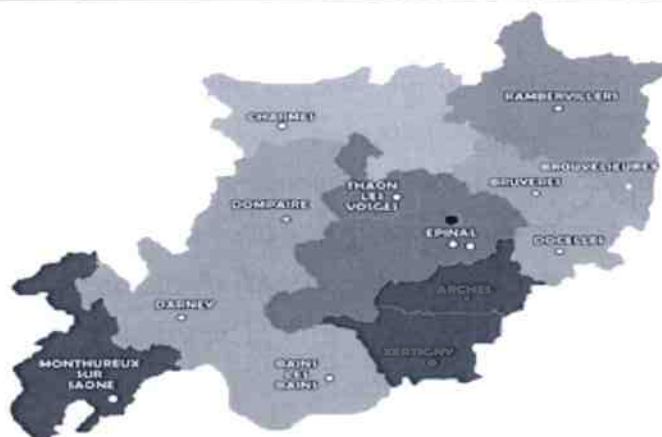 RAMBERVILLERS
CHARMES
BROUVELIEURES
THAON
LES
VOSGES
BRUYERES
DOMPAIRE
EPINAL
DOCELLES
ARCHES
DARNEY
XERTIGNY
MONTHUREUX
SUR
SAONE
BAINS
LES
BAINS